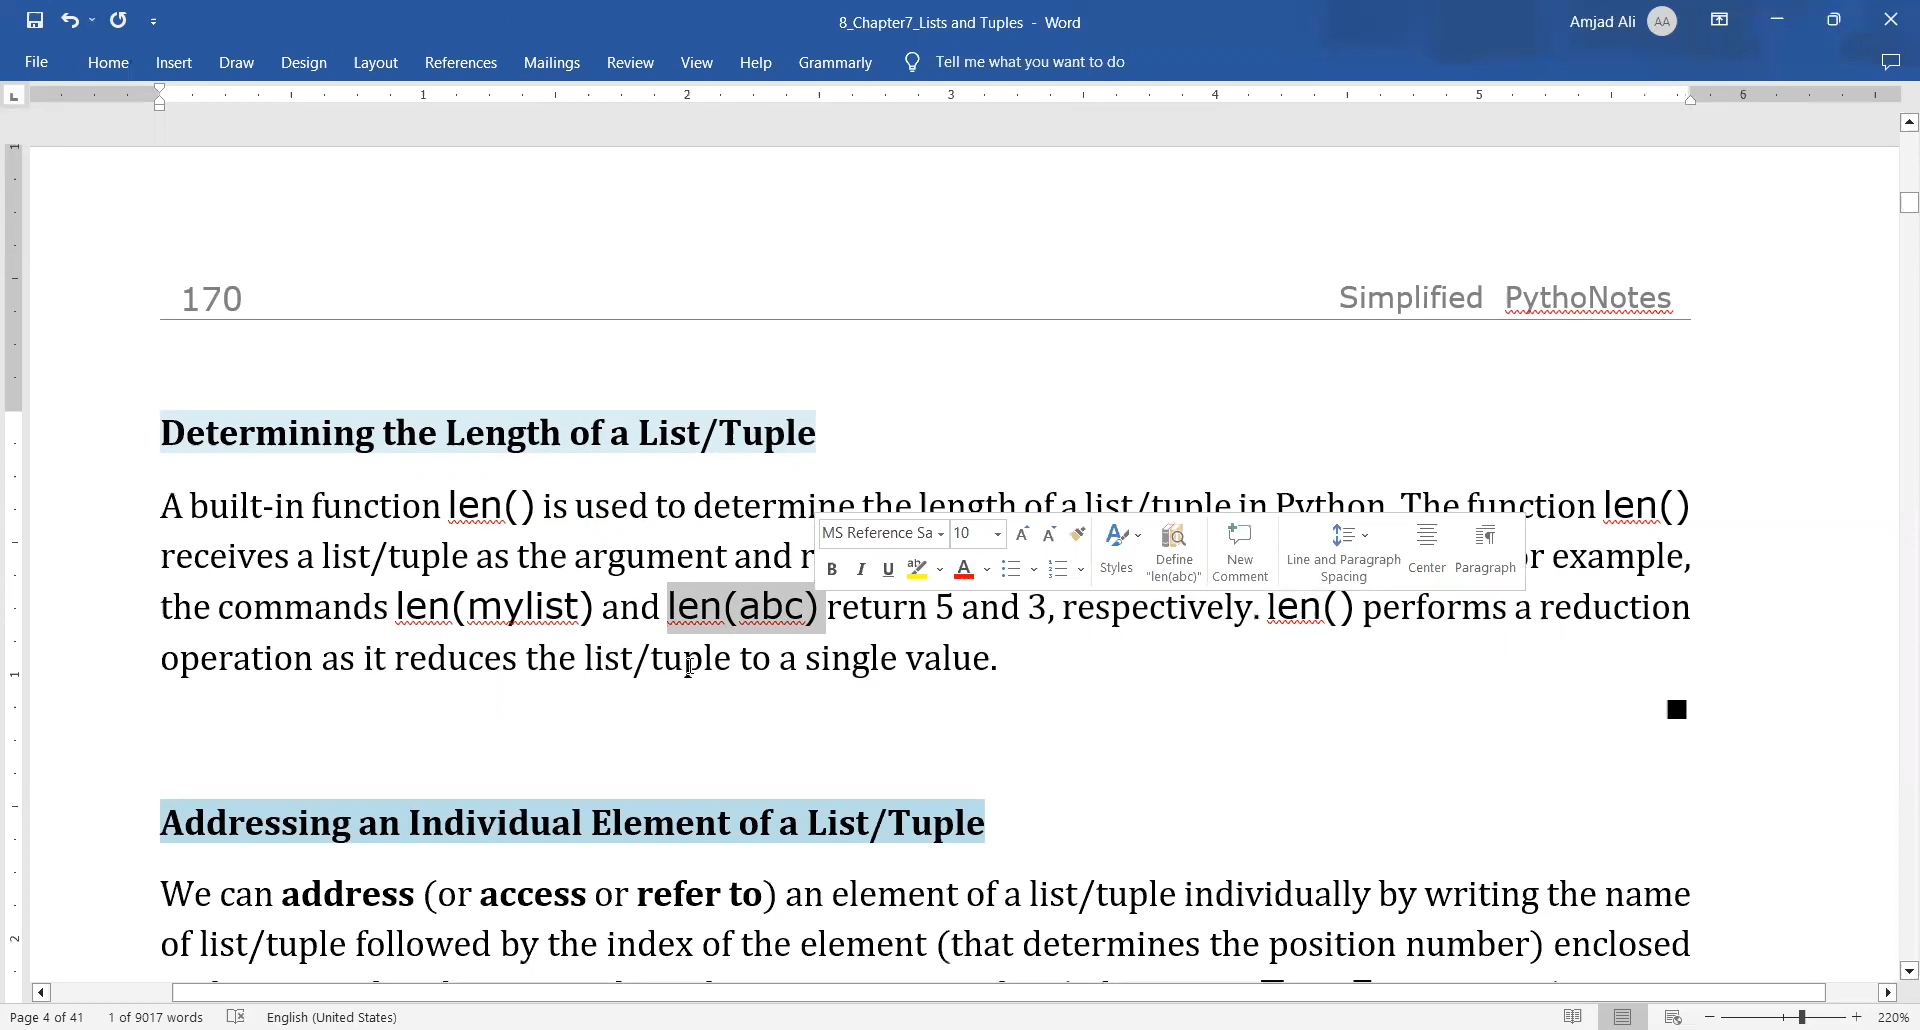 8_Chapter7_Lists and Tuples - Word
Amjad Ali AA
File Home Insert Draw Design Layout References Mailings Review View Help Grammarly Tell me what you want to do
1 2 3 4 5 6
170 Simplified PythoNotes
Determining the Length of a List/Tuple
A built-in function len() is used to determine the length of a list/tuple in Python. The function len()
receives a list/tuple as the argument and r
or example,
MS Reference Sa 10
B I U
Styles
Define "len(abc)"
New Comment
Line and Paragraph Spacing
Center
Paragraph
the commands len(mylist) and len(abc) return 5 and 3, respectively. len() performs a reduction
operation as it reduces the list/tuple to a single value.
Addressing an Individual Element of a List/Tuple
We can address (or access or refer to) an element of a list/tuple individually by writing the name
of list/tuple followed by the index of the element (that determines the position number) enclosed
Page 4 of 41 1 of 9017 words English (United States) 220%